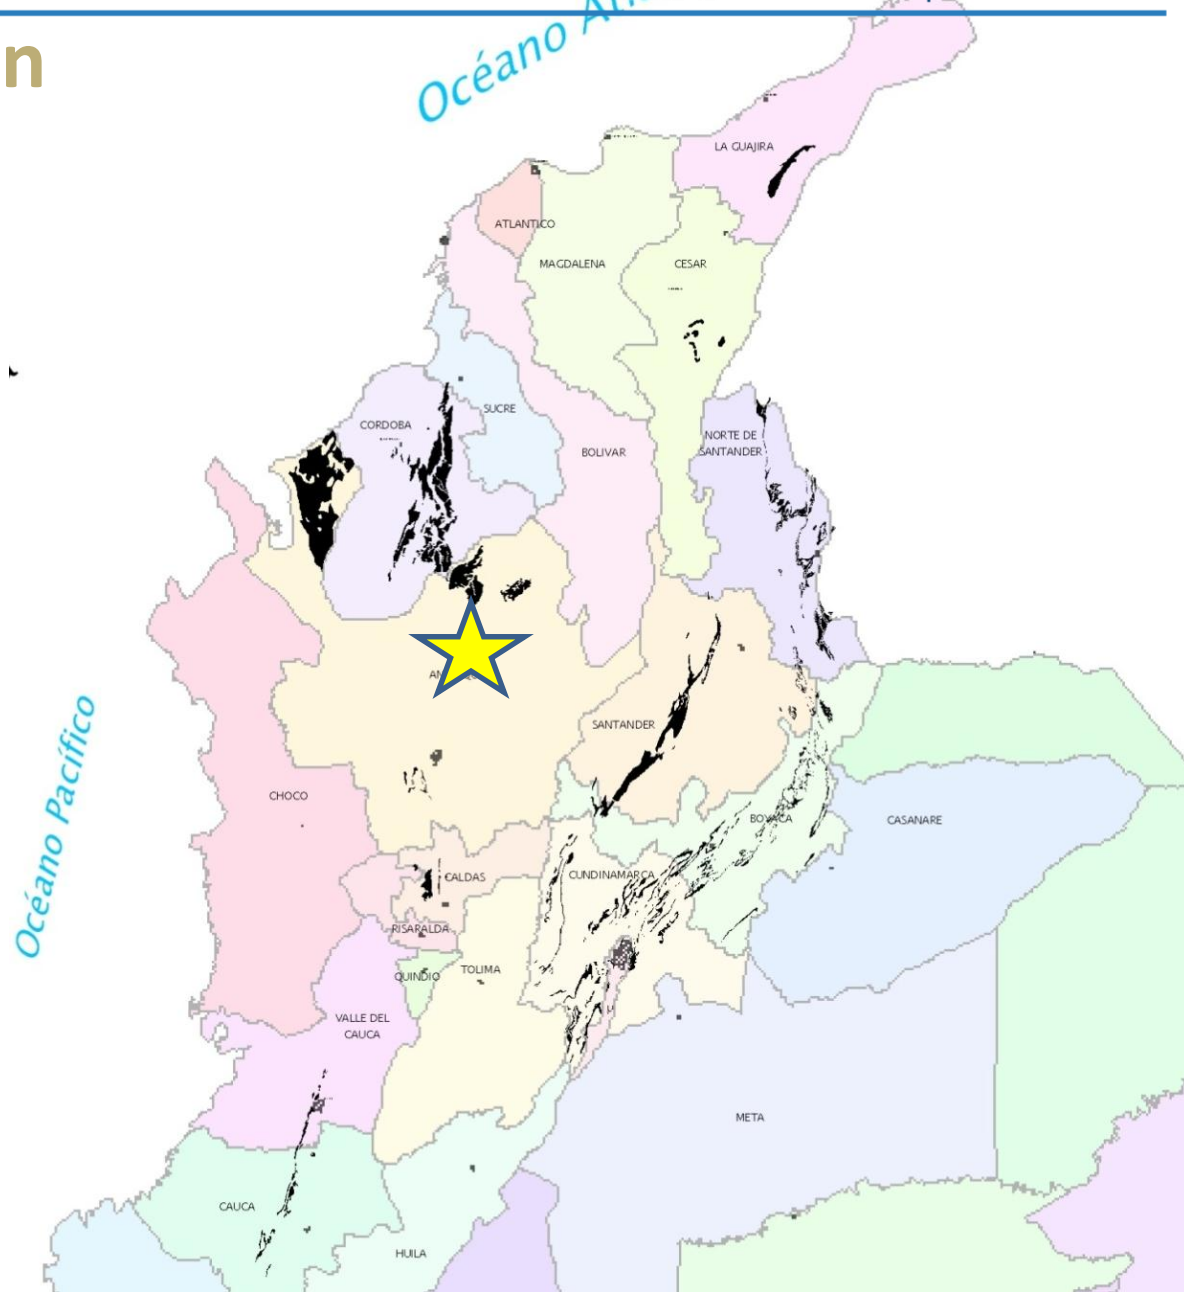 n
Océano
LA GUAJIRA
ATLANTICO
MAGDALENA
CESAR
SUCRE
CORDOBA
NORTE DE
SANTANDER
BOLIVAR
SANTANDER
Océano Pacífico
CHOCO
BOYACA
CASANARE
CUNDINAMARCA
CALDAS
RISARALDA
QUINDIO
TOLIMA
VALLE DEL
CAUCA
META
CAUCA
HUILA